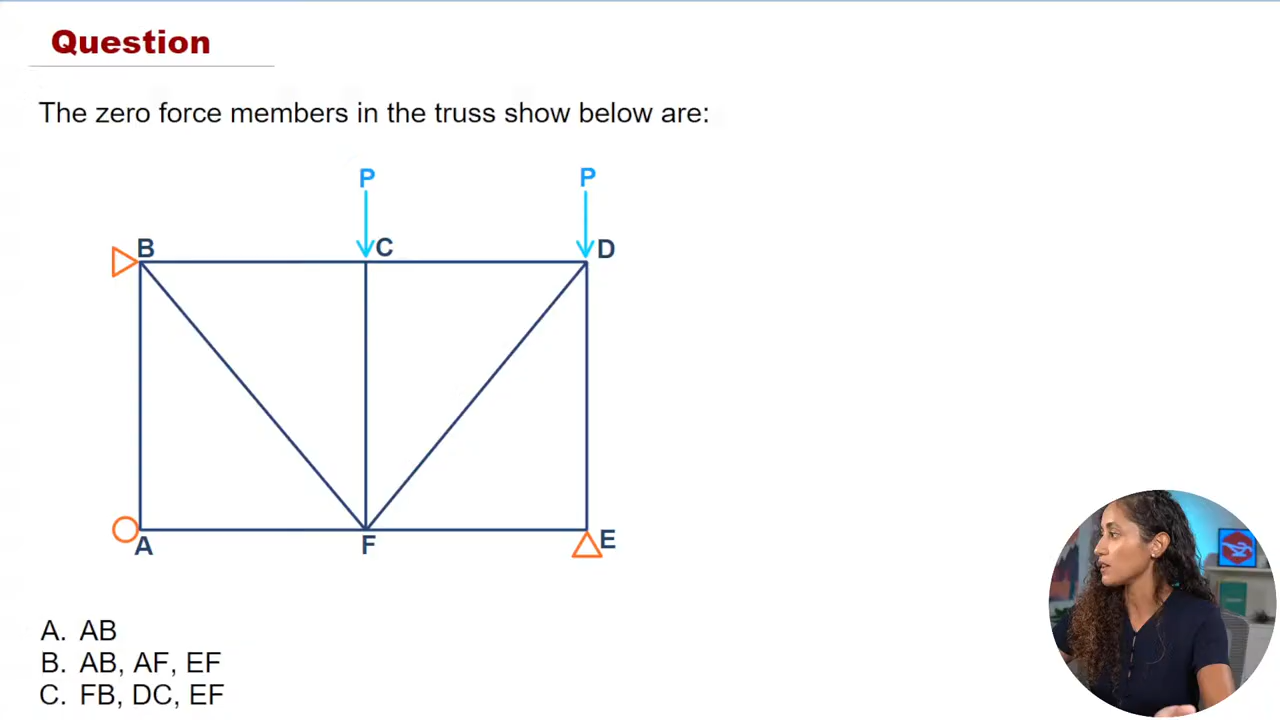 Question
The zero force members in the truss show below are:
P P
B C D
A F E
A. AB
B. AB, AF, EF
C. FB, DC, EF